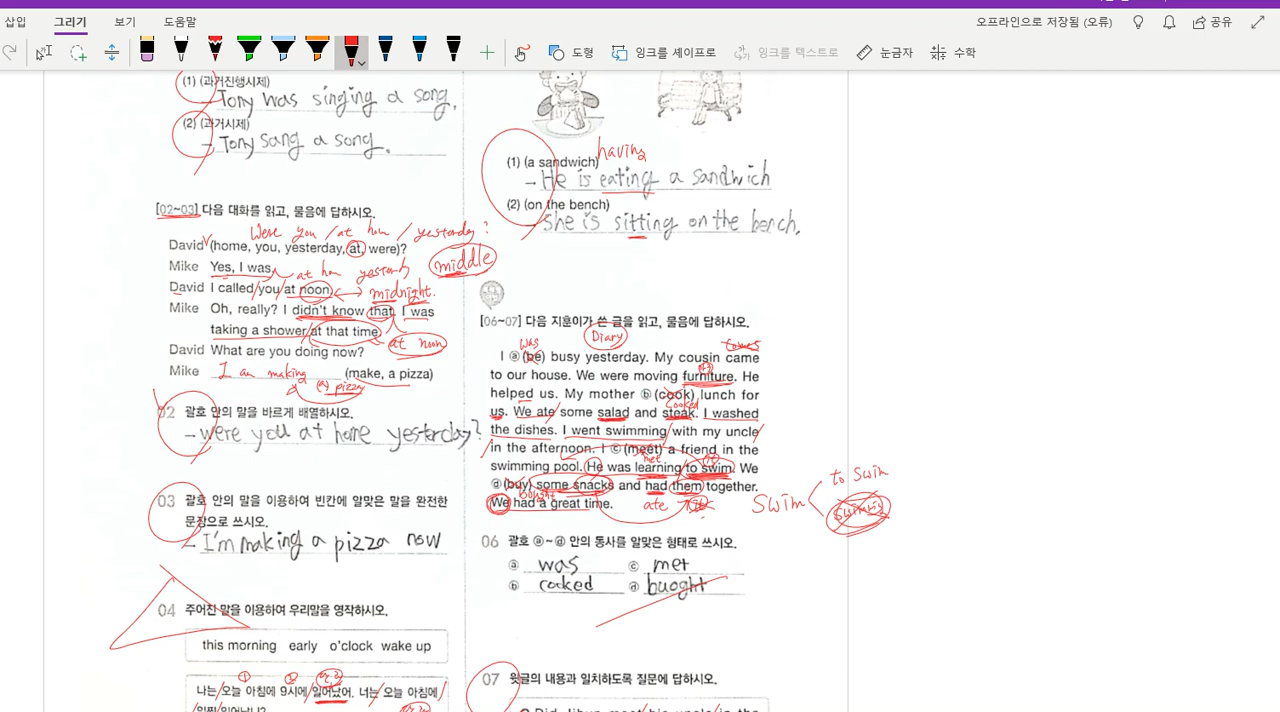 삽입 그리기 보기 도움말 오프라인으로 저장됨 (오류) 공유
도형 잉크를 셰이프로 잉크를 텍스트로 눈금자 수학
(1) (과거진행시제)
Tony was singing a song.
(2) (과거시제)
Tony sang a song.
[02~03] 다음 대화를 읽고, 물음에 답하시오.
Were you / at hom / yesterday?
David (home, you, yesterday, at, were)?
Mike Yes, I was
at hom yesterday
middle
David I called you at noon
midnight.
Mike Oh, really? I didn't know that I was
taking a shower at that time
at noon
David What are you doing now?
Mike I am making (make, a pizza)
(a) pizza
02 괄호 안의 말을 바르게 배열하시오.
→ were you at home yesterday?
03 괄호 안의 말을 이용하여 빈칸에 알맞은 말을 완전한
문장으로 쓰시오.
→ I'm making a pizza now
04 주어진 말을 이용하여 우리말을 영작하시오.
this morning early o'clock wake up
① ②
나는 오늘 아침에 9시에 일어났어. 너는 오늘 아침에
일찍 일어났니?
(1) (a sandwich)
having
→ He is eating a sandwich
(2) (on the bench)
She is sitting on the bench.
[06~07] 다음 지훈이가 쓴 글을 읽고, 물음에 답하시오.
Diary
was
comes
I ⓐ (be) busy yesterday. My cousin came
to our house. We were moving furniture. He
helped us. My mother ⓑ (cook) lunch for
cooked
us. We ate some salad and steak. I washed
the dishes. I went swimming with my uncle
in the afternoon. I ⓒ (meet) a friend in the
met
swimming pool. He was learning to swim. We
ⓓ (buy) some snacks and had them together.
bought
We had a great time.
ate
swim
to swim
swimming
06 괄호 ⓐ~ⓓ 안의 동사를 알맞은 형태로 쓰시오.
ⓐ was ⓒ met
ⓑ cooked ⓓ buoght
07 윗글의 내용과 일치하도록 질문에 답하시오.